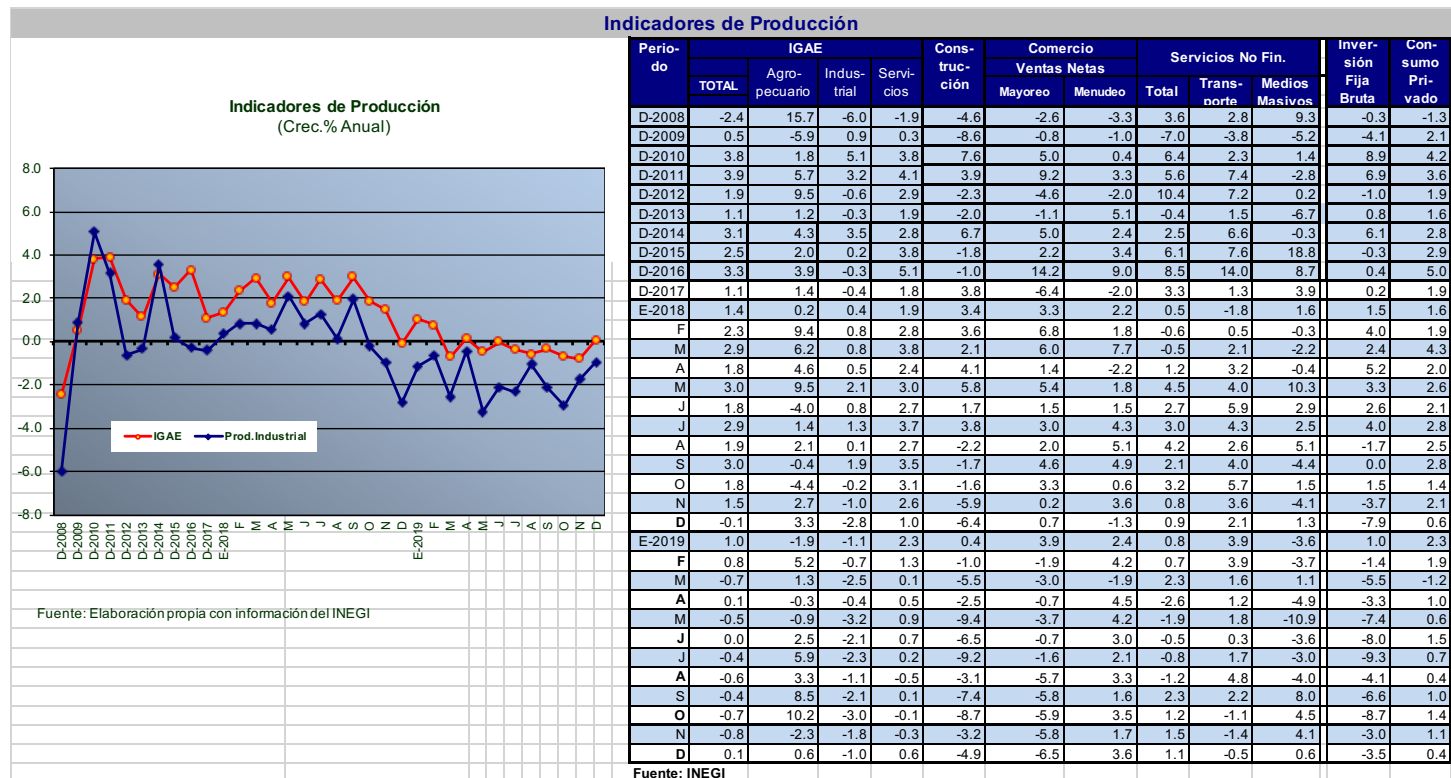 Indicadores de Producción
Indicadores de Producción
(Crec.% Anual)
8.0
6.0
4.0
2.0
0.0
-2.0
-4.0
-6.0
-8.0
IGAE Prod.Industrial
D-2008 D-2009 D-2010 D-2011 D-2012 D-2013 D-2014 D-2015 D-2016 D-2017 E-2018 F M A M J J A S O N D E-2019 F M A M J J A S O N D
Fuente: Elaboración propia con información del INEGI
Perio-do IGAE Cons-truc-ción Comercio Servicios No Fin. Inver-sión Fija Bruta Con-sumo Pri-vado
Ventas Netas
TOTAL Agro-pecuario Indus-trial Servi-cios Mayoreo Menudeo Total Trans-porte Medios Masivos
D-2008 -2.4 15.7 -6.0 -1.9 -4.6 -2.6 -3.3 3.6 2.8 9.3 -0.3 -1.3
D-2009 0.5 -5.9 0.9 0.3 -8.6 -0.8 -1.0 -7.0 -3.8 -5.2 -4.1 2.1
D-2010 3.8 1.8 5.1 3.8 7.6 5.0 0.4 6.4 2.3 1.4 8.9 4.2
D-2011 3.9 5.7 3.2 4.1 3.9 9.2 3.3 5.6 7.4 -2.8 6.9 3.6
D-2012 1.9 9.5 -0.6 2.9 -2.3 -4.6 -2.0 10.4 7.2 0.2 -1.0 1.9
D-2013 1.1 1.2 -0.3 1.9 -2.0 -1.1 5.1 -0.4 1.5 -6.7 0.8 1.6
D-2014 3.1 4.3 3.5 2.8 6.7 5.0 2.4 2.5 6.6 -0.3 6.1 2.8
D-2015 2.5 2.0 0.2 3.8 -1.8 2.2 3.4 6.1 7.6 18.8 -0.3 2.9
D-2016 3.3 3.9 -0.3 5.1 -1.0 14.2 9.0 8.5 14.0 8.7 0.4 5.0
D-2017 1.1 1.4 -0.4 1.8 3.8 -6.4 -2.0 3.3 1.3 3.9 0.2 1.9
E-2018 1.4 0.2 0.4 1.9 3.4 3.3 2.2 0.5 -1.8 1.6 1.5 1.6
F 2.3 9.4 0.8 2.8 3.6 6.8 1.8 -0.6 0.5 -0.3 4.0 1.9
M 2.9 6.2 0.8 3.8 2.1 6.0 7.7 -0.5 2.1 -2.2 2.4 4.3
A 1.8 4.6 0.5 2.4 4.1 1.4 -2.2 1.2 3.2 -0.4 5.2 2.0
M 3.0 9.5 2.1 3.0 5.8 5.4 1.8 4.5 4.0 10.3 3.3 2.6
J 1.8 -4.0 0.8 2.7 1.7 1.5 1.5 2.7 5.9 2.9 2.6 2.1
J 2.9 1.4 1.3 3.7 3.8 3.0 4.3 3.0 4.3 2.5 4.0 2.8
A 1.9 2.1 0.1 2.7 -2.2 2.0 5.1 4.2 2.6 5.1 -1.7 2.5
S 3.0 -0.4 1.9 3.5 -1.7 4.6 4.9 2.1 4.0 -4.4 0.0 2.8
O 1.8 -4.4 -0.2 3.1 -1.6 3.3 0.6 3.2 5.7 1.5 1.5 1.4
N 1.5 2.7 -1.0 2.6 -5.9 0.2 3.6 0.8 3.6 -4.1 -3.7 2.1
D -0.1 3.3 -2.8 1.0 -6.4 0.7 -1.3 0.9 2.1 1.3 -7.9 0.6
E-2019 1.0 -1.9 -1.1 2.3 0.4 3.9 2.4 0.8 3.9 -3.6 1.0 2.3
F 0.8 5.2 -0.7 1.3 -1.0 -1.9 4.2 0.7 3.9 -3.7 -1.4 1.9
M -0.7 1.3 -2.5 0.1 -5.5 -3.0 -1.9 2.3 1.6 1.1 -5.5 -1.2
A 0.1 -0.3 -0.4 0.5 -2.5 -0.7 4.5 -2.6 1.2 -4.9 -3.3 1.0
M -0.5 -0.9 -3.2 0.9 -9.4 -3.7 4.2 -1.9 1.8 -10.9 -7.4 0.6
J 0.0 2.5 -2.1 0.7 -6.5 -0.7 3.0 -0.5 0.3 -3.6 -8.0 1.5
J -0.4 5.9 -2.3 0.2 -9.2 -1.6 2.1 -0.8 1.7 -3.0 -9.3 0.7
A -0.6 3.3 -1.1 -0.5 -3.1 -5.7 3.3 -1.2 4.8 -4.0 -4.1 0.4
S -0.4 8.5 -2.1 0.1 -7.4 -5.8 1.6 2.3 2.2 8.0 -6.6 1.0
O -0.7 10.2 -3.0 -0.1 -8.7 -5.9 3.5 1.2 -1.1 4.5 -8.7 1.4
N -0.8 -2.3 -1.8 -0.3 -3.2 -5.8 1.7 1.5 -1.4 4.1 -3.0 1.1
D 0.1 0.6 -1.0 0.6 -4.9 -6.5 3.6 1.1 -0.5 0.6 -3.5 0.4
Fuente: INEGI